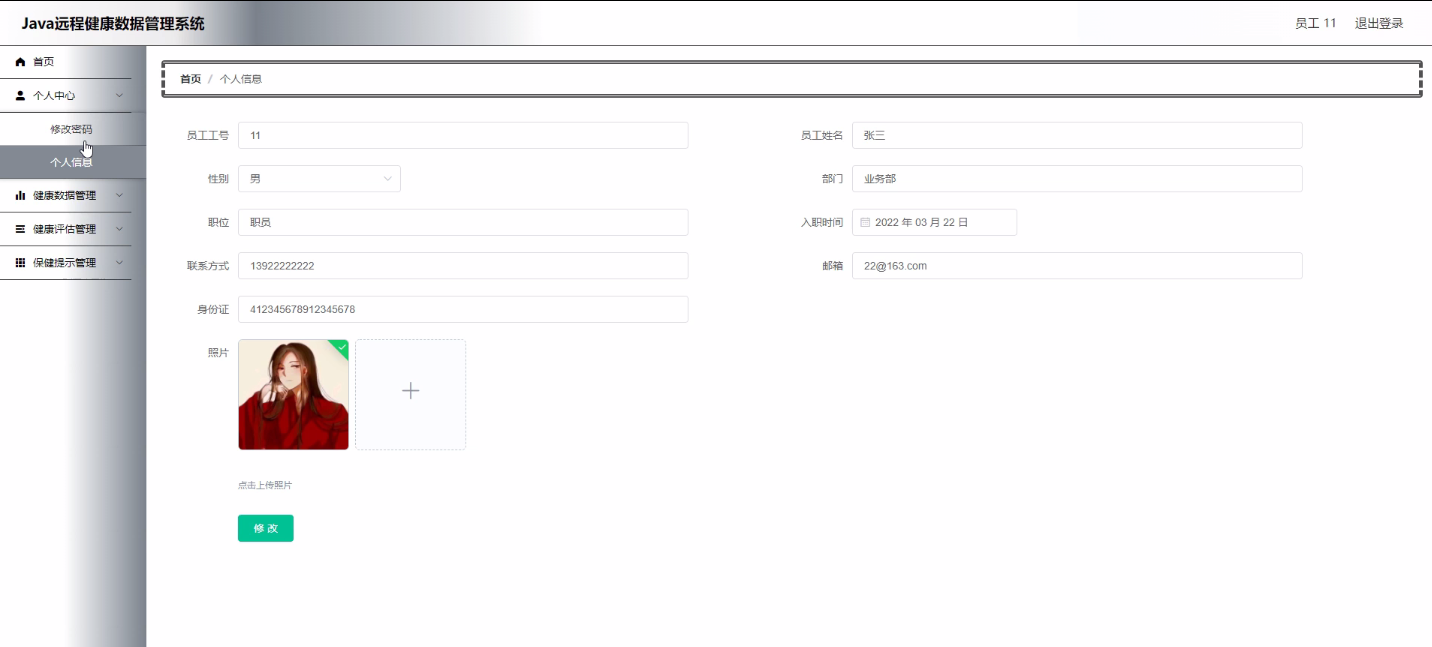 Java远程健康数据管理系统
员工 11 退出登录
首页
个人中心
修改密码
个人信息
健康数据管理
健康评估管理
保健提示管理
首页 / 个人信息
员工工号 11 员工姓名 张三
性别 男 部门 业务部
职位 职员 入职时间 2022 年 03 月 22 日
联系方式 13922222222 邮箱 22@163.com
身份证 412345678912345678
照片
点击上传照片
修 改